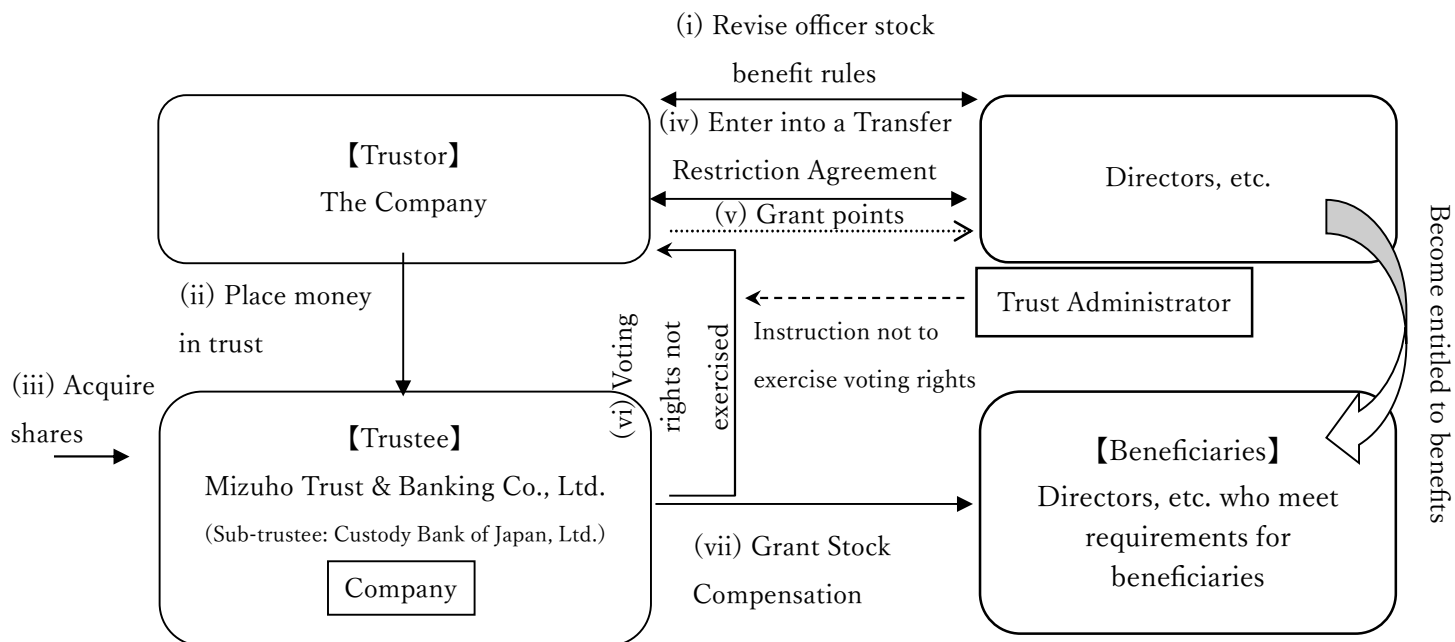 (i) Revise officer stock
benefit rules
(iv) Enter into a Transfer
Restriction Agreement
(v) Grant points
【Trustor】
The Company
Directors, etc.
(ii) Place money
in trust
Trust Administrator
Instruction not to
exercise voting rights
(vi) Voting
rights not
exercised
Become entitled to benefits
(iii) Acquire
shares
【Trustee】
Mizuho Trust & Banking Co., Ltd.
(Sub-trustee: Custody Bank of Japan, Ltd.)
Company
(vii) Grant Stock
Compensation
【Beneficiaries】
Directors, etc. who meet
requirements for
beneficiaries